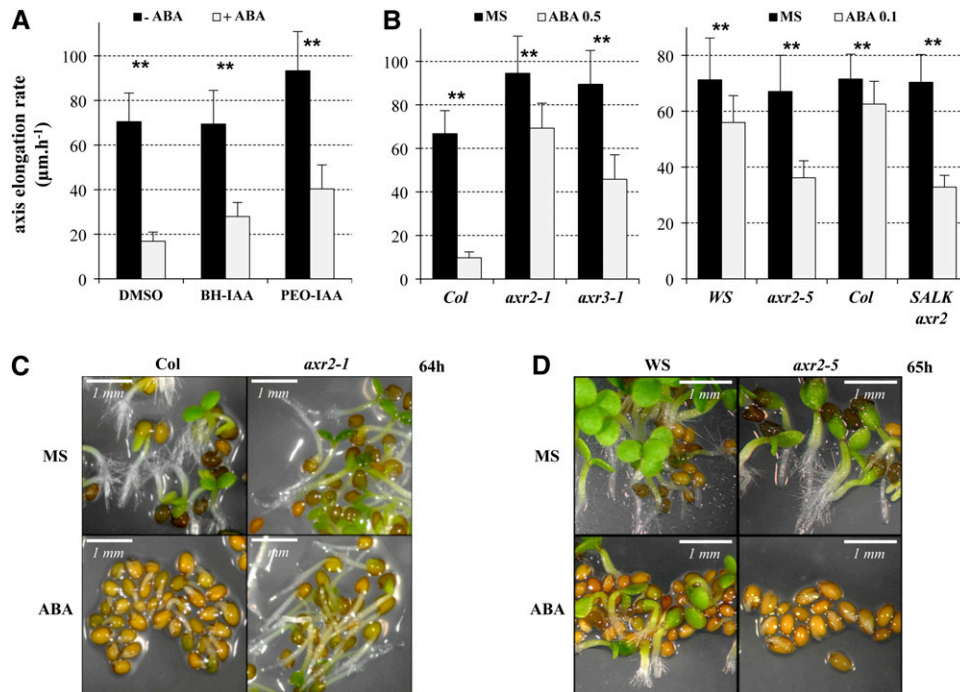 A
- ABA + ABA
axis elongation rate
(µm.h-1)
100
80
60
40
20
0
**
**
**
DMSO BH-IAA PEO-IAA
B
MS ABA 0.5
100
80
60
40
20
0
**
**
**
Col axr2-1 axr3-1
MS ABA 0.1
80
60
40
20
0
**
**
**
**
WS axr2-5 Col SALK
axr2
C
Col axr2-1 64h
MS
1 mm
1 mm
ABA
1 mm
1 mm
D
WS axr2-5 65h
MS
1 mm
1 mm
ABA
1 mm
1 mm